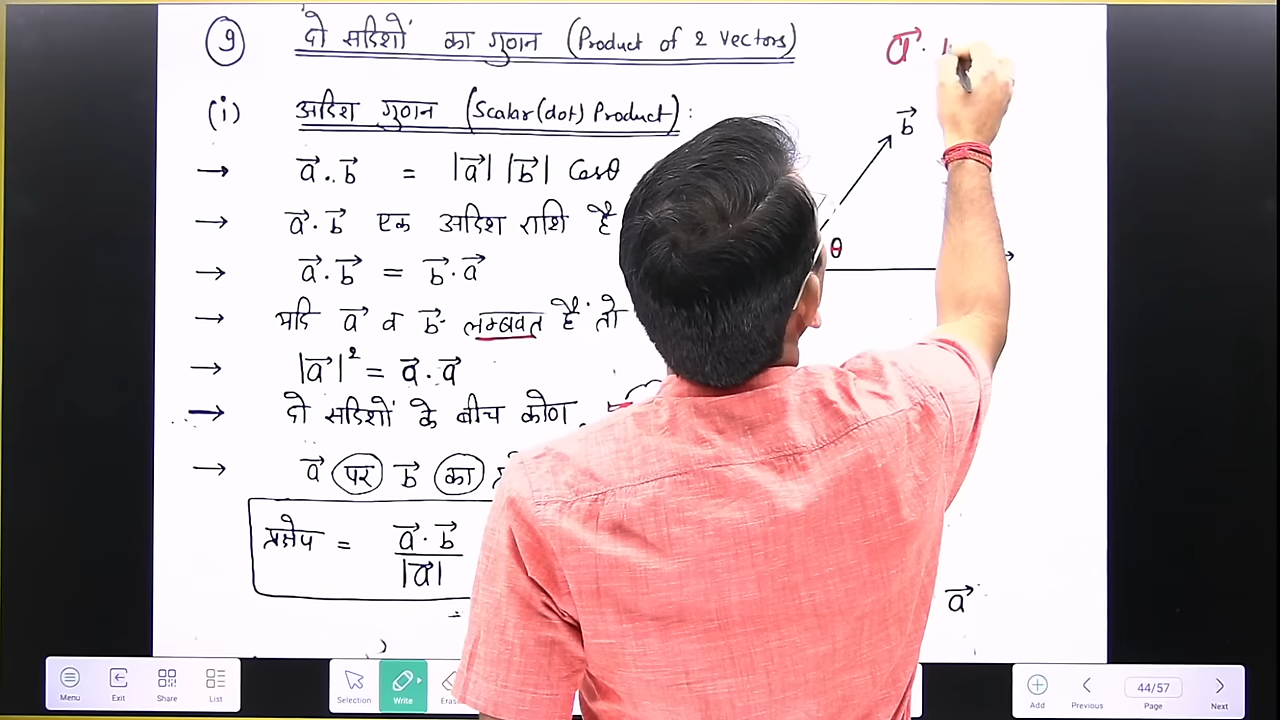 9 दो सदिशों का गुणन (Product of 2 Vectors)
(i) अदिश गुणन (Scalar(dot) Product) :
→ a⃗ . b⃗ = |a⃗| |b⃗| Cosθ
→ a⃗ . b⃗ एक अदिश राशि है
→ a⃗ . b⃗ = b⃗ . a⃗
→ यदि a⃗ व b⃗ लम्बवत है तो
→ |a⃗|² = a⃗ . a⃗
→ दो सदिशों के बीच कोण
→ a⃗ पर b⃗ का
प्रक्षेप = a⃗ . b⃗ / |a⃗|
a⃗ .
b⃗
θ
a⃗
Menu Exit Share List Selection Write Add Previous 44/57 Page Next